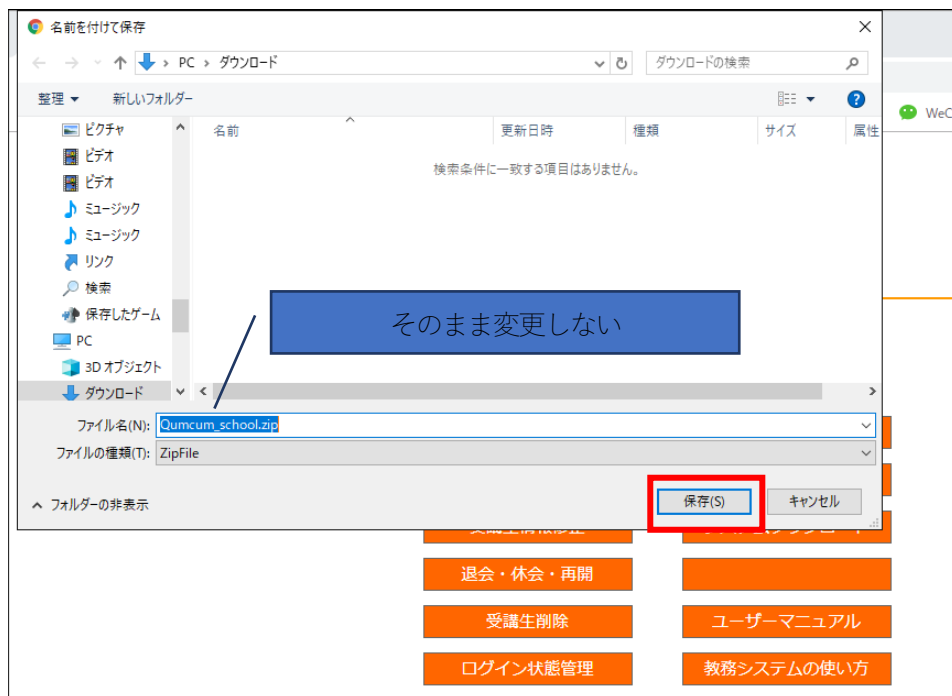 名前を付けて保存
PC › ダウンロード
ダウンロードの検索
整理 新しいフォルダー
WeC
名前 更新日時 種類 サイズ 属性
検索条件に一致する項目はありません。
ピクチャ
ビデオ
ビデオ
ミュージック
ミュージック
リンク
検索
保存したゲーム
PC
3D オブジェクト
ダウンロード
そのまま変更しない
ファイル名(N): Qumcum_school.zip
ファイルの種類(T): ZipFile
フォルダーの非表示
保存(S) キャンセル
退会・休会・再開
受講生削除 ユーザーマニュアル
ログイン状態管理 教務システムの使い方